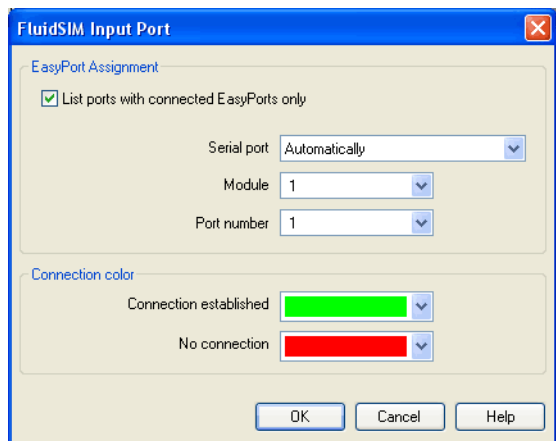 FluidSIM Input Port
EasyPort Assignment
List ports with connected EasyPorts only
Serial port Automatically
Module 1
Port number 1
Connection color
Connection established
No connection
OK Cancel Help